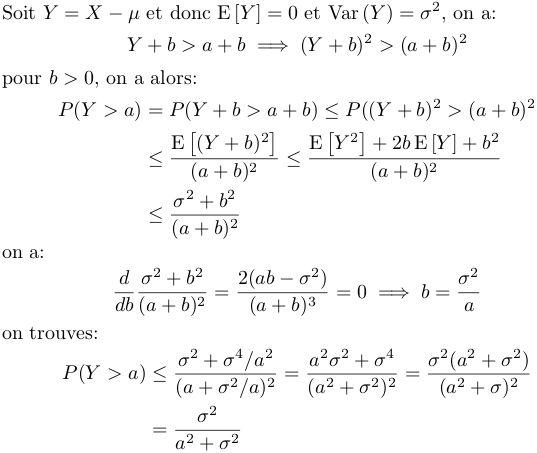 Soit Y = X − μ et donc E [Y] = 0 et Var (Y) = σ², on a:
Y + b > a + b ⟹ (Y + b)² > (a + b)²
pour b > 0, on a alors:
P(Y > a) = P(Y + b > a + b) ≤ P((Y + b)² > (a + b)²
≤ E [(Y + b)²] / (a + b)² ≤ (E [Y²] + 2b E [Y] + b²) / (a + b)²
≤ (σ² + b²) / (a + b)²
on a:
d/db (σ² + b²) / (a + b)² = 2(ab − σ²) / (a + b)³ = 0 ⟹ b = σ² / a
on trouves:
P(Y > a) ≤ (σ² + σ⁴/a²) / (a + σ²/a)² = (a²σ² + σ⁴) / (a² + σ²)² = σ²(a² + σ²) / (a² + σ)²
= σ² / (a² + σ²)